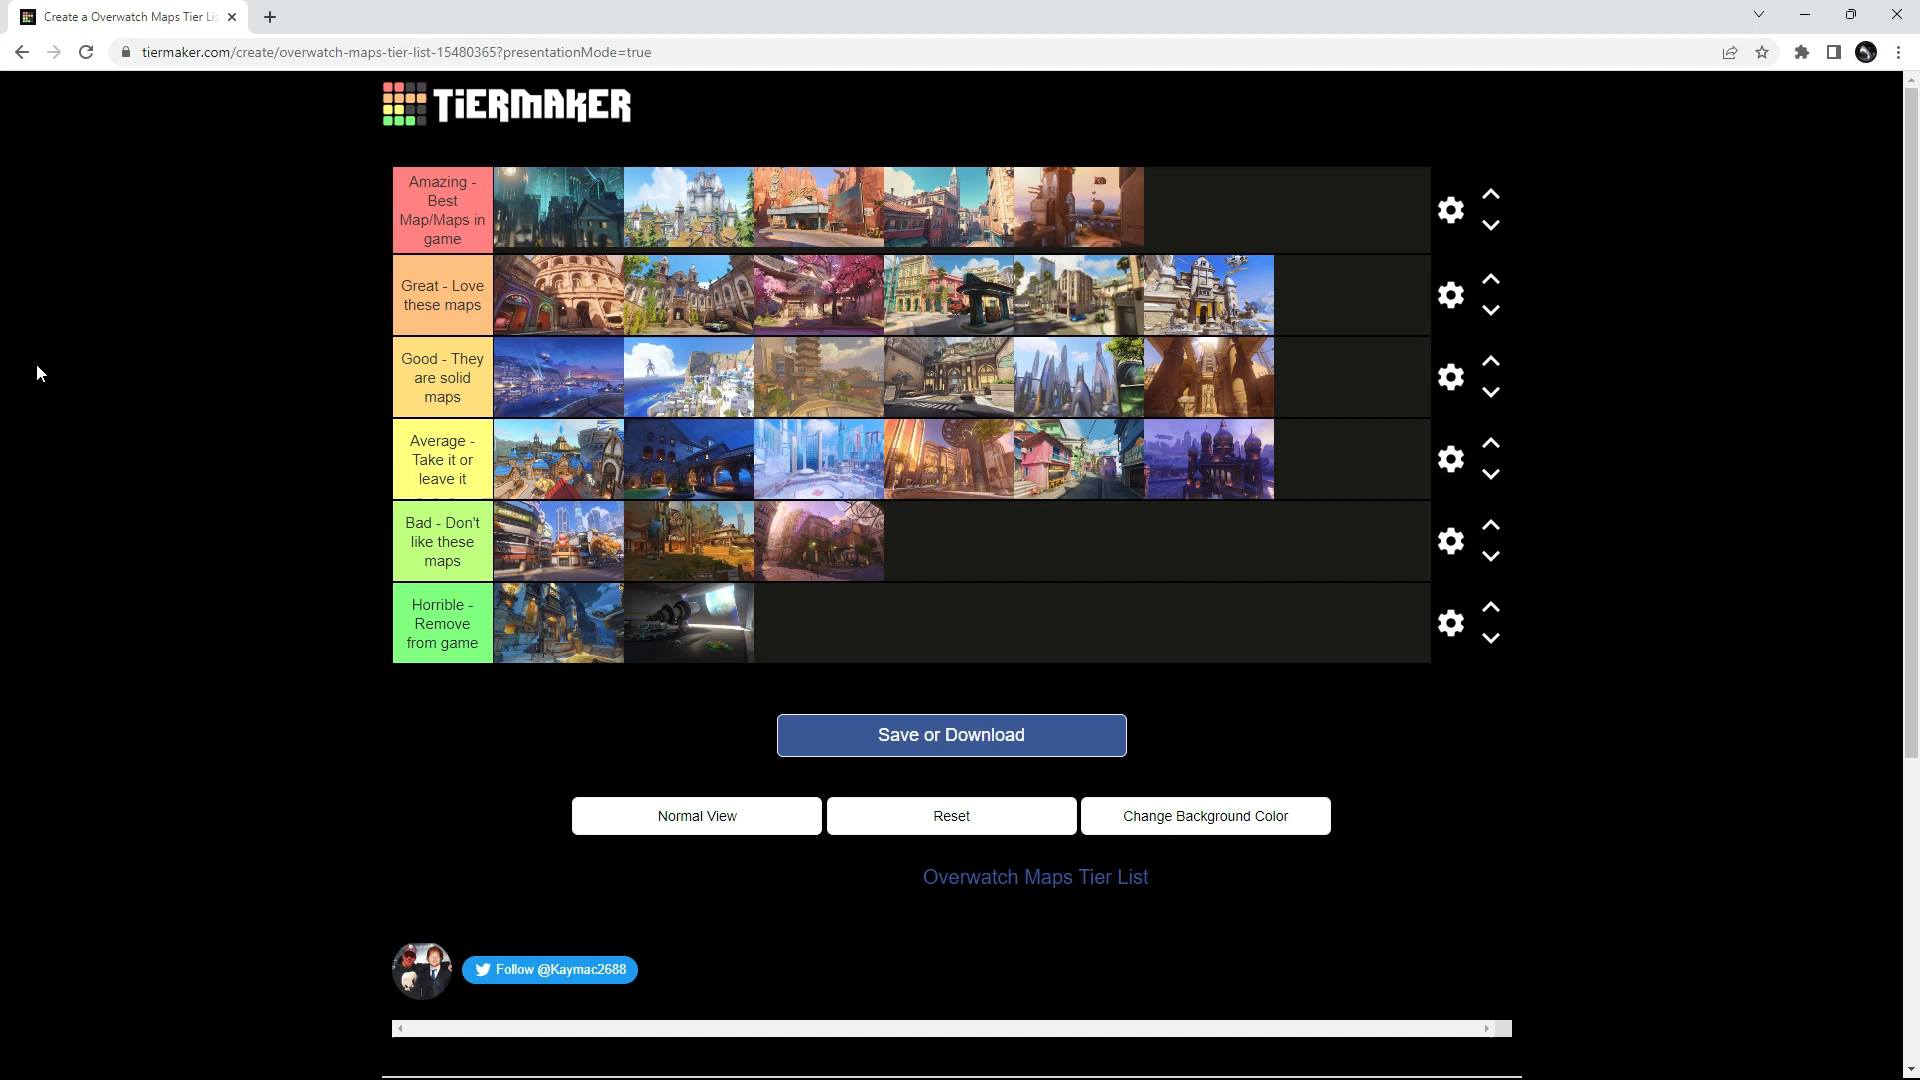 Create a Overwatch Maps Tier Lis
tiermaker.com/create/overwatch-maps-tier-list-15480365?presentationMode=true
TiERMAKER
Amazing -
Best
Map/Maps in
game
Great - Love
these maps
Good - They
are solid
maps
Average -
Take it or
leave it
Bad - Don't
like these
maps
Horrible -
Remove
from game
Save or Download
Normal View
Reset
Change Background Color
Overwatch Maps Tier List
Follow @Kaymac2688